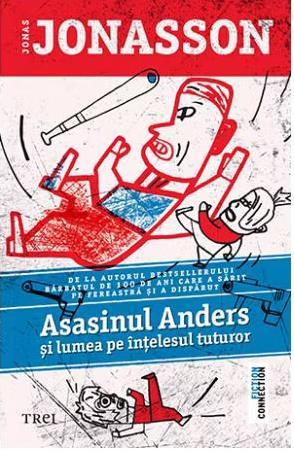 JONAS
JONASSON
DE LA AUTORUL BESTSELLERULUI
BĂRBATUL DE 100 DE ANI CARE A SĂRIT
PE FEREASTRĂ ȘI A DISPĂRUT
Asasinul Anders
și lumea pe înțelesul tuturor
FICTION
CONNECTION
TREI